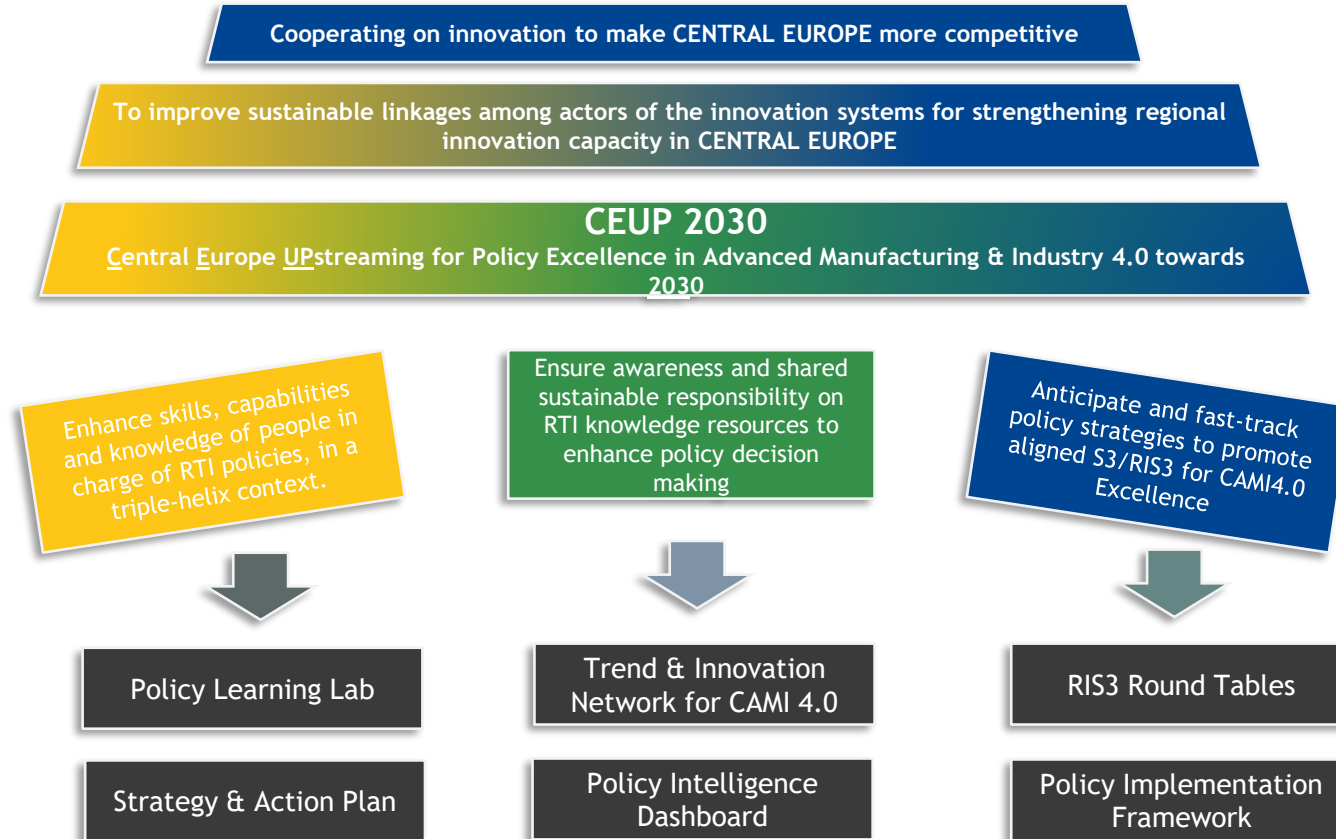 Cooperating on innovation to make CENTRAL EUROPE more competitive
To improve sustainable linkages among actors of the innovation systems for strengthening regional
innovation capacity in CENTRAL EUROPE
CEUP 2030
Central Europe UPstreaming for Policy Excellence in Advanced Manufacturing & Industry 4.0 towards
2030
Enhance skills, capabilities
and knowledge of people in
charge of RTI policies, in a
triple-helix context.
Ensure awareness and shared
sustainable responsibility on
RTI knowledge resources to
enhance policy decision
making
Anticipate and fast-track
policy strategies to promote
aligned S3/RIS3 for CAMI4.0
Excellence
Policy Learning Lab
Trend & Innovation
Network for CAMI 4.0
RIS3 Round Tables
Strategy & Action Plan
Policy Intelligence
Dashboard
Policy Implementation
Framework